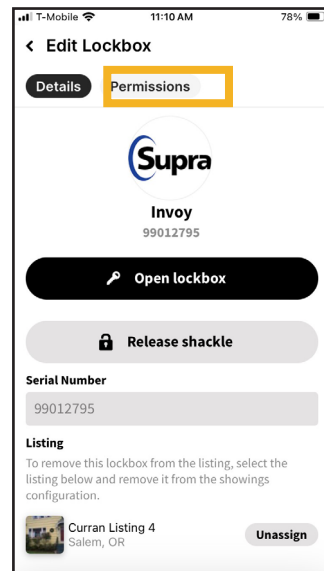 T-Mobile 11:10 AM 78%
Edit Lockbox
Details Permissions
Supra
Invoy
99012795
Open lockbox
Release shackle
Serial Number
99012795
Listing
To remove this lockbox from the listing, select the
listing below and remove it from the showings
configuration.
Curran Listing 4
Salem, OR
Unassign